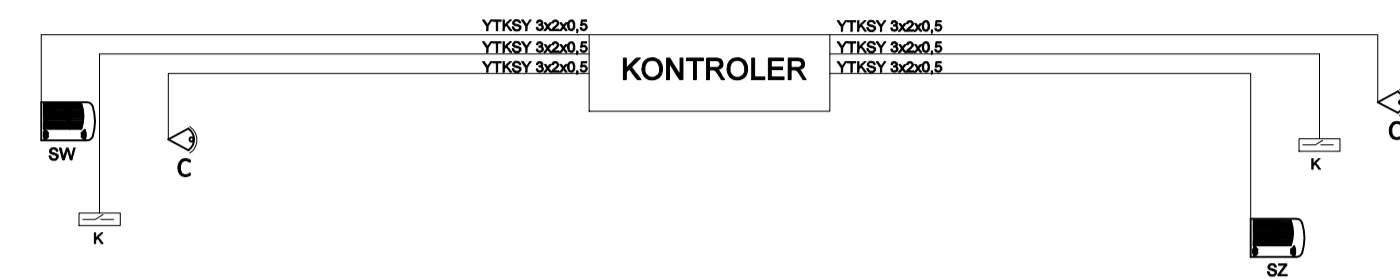 YTKSY 3x2x0,5
YTKSY 3x2x0,5
YTKSY 3x2x0,5
KONTROLER
YTKSY 3x2x0,5
YTKSY 3x2x0,5
YTKSY 3x2x0,5
SW
C
K
K
SZ